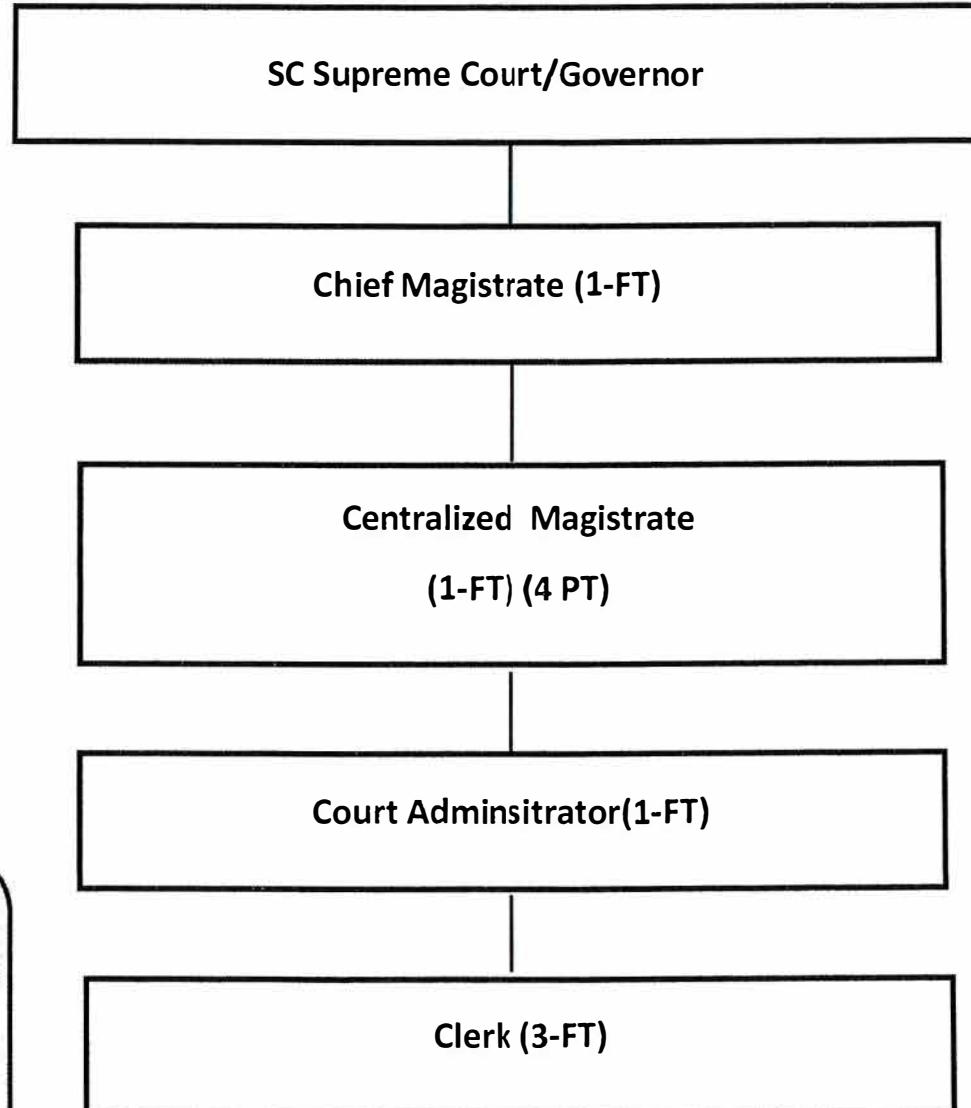 SC Supreme Court/Governor
Chief Magistrate (1-FT)
Centralized Magistrate
(1-FT) (4 PT)
Court Adminsitrator(1-FT)
Clerk (3-FT)